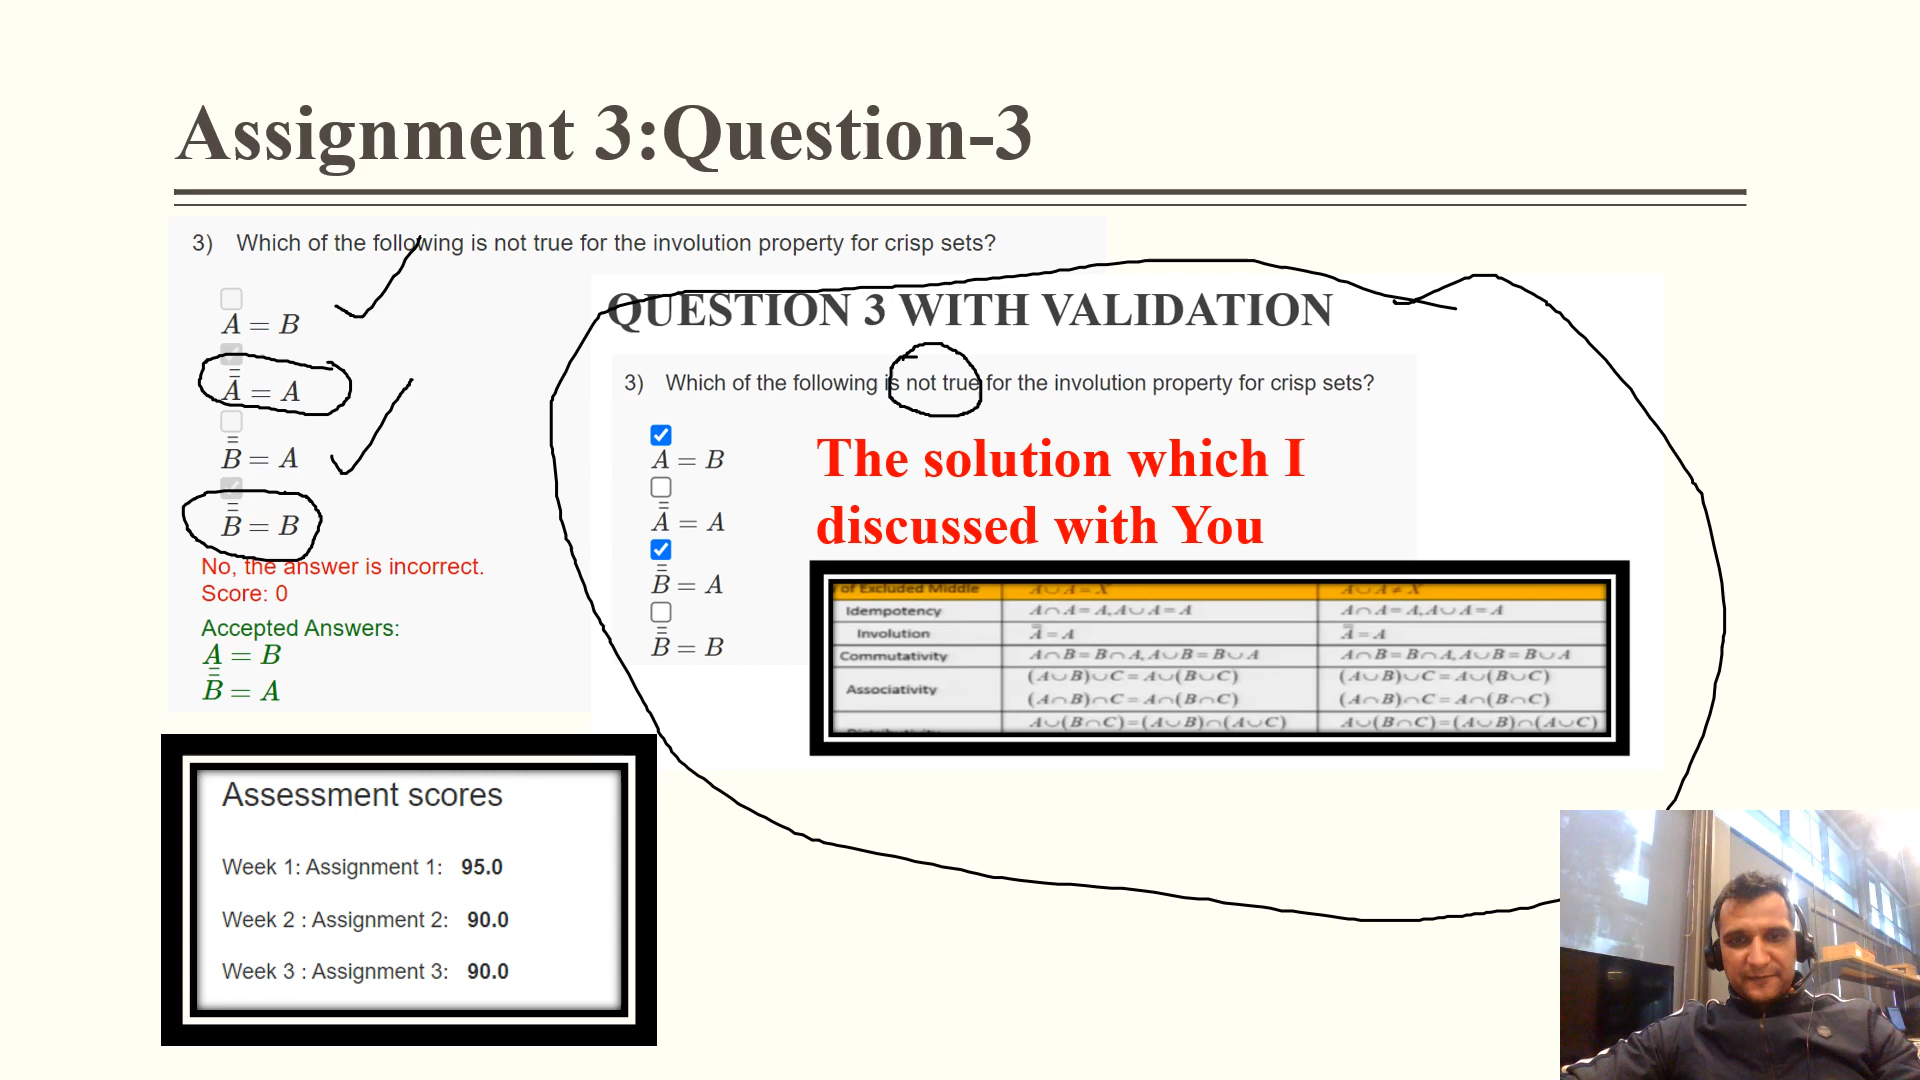 Assignment 3:Question-3
3) Which of the following is not true for the involution property for crisp sets?
A = B
A̿ = A
B̿ = A
B̿ = B
No, the answer is incorrect.
Score: 0
Accepted Answers:
A = B
B̿ = A
QUESTION 3 WITH VALIDATION
3) Which of the following is not true for the involution property for crisp sets?
A = B
A̿ = A
B̿ = A
B̿ = B
The solution which I
discussed with You
of Excluded Middle
Idempotency A∩A=A, A∪A=A A∩A=A, A∪A=A
Involution A̿=A A̿=A
Commutativity A∩B=B∩A, A∪B=B∪A A∩B=B∩A, A∪B=B∪A
Associativity (A∪B)∪C=A∪(B∪C) (A∪B)∪C=A∪(B∪C)
(A∩B)∩C=A∩(B∩C) (A∩B)∩C=A∩(B∩C)
A∪(B∩C)=(A∪B)∩(A∪C) A∪(B∩C)=(A∪B)∩(A∪C)
Assessment scores
Week 1: Assignment 1: 95.0
Week 2 : Assignment 2: 90.0
Week 3 : Assignment 3: 90.0